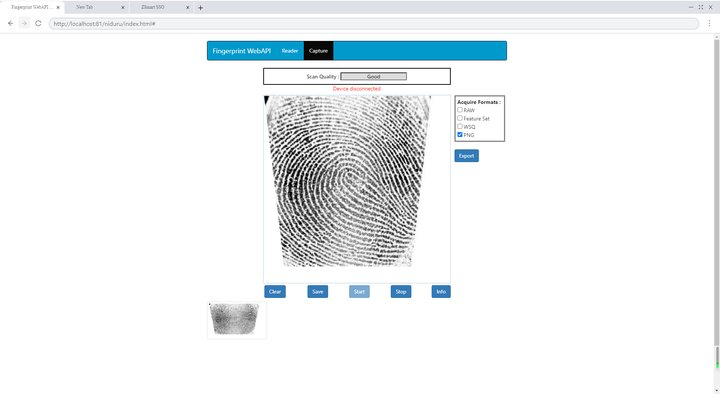 Fingerprint WebAPI ...
New Tab
Zhuart SSO
http://localhost:81/niduru/index.html#
Fingerprint WebAPI Reader Capture
Scan Quality : Good
Device disconnected
Acquire Formats :
RAW
Feature Set
WSQ
PNG
Export
Clear Save Start Stop Info